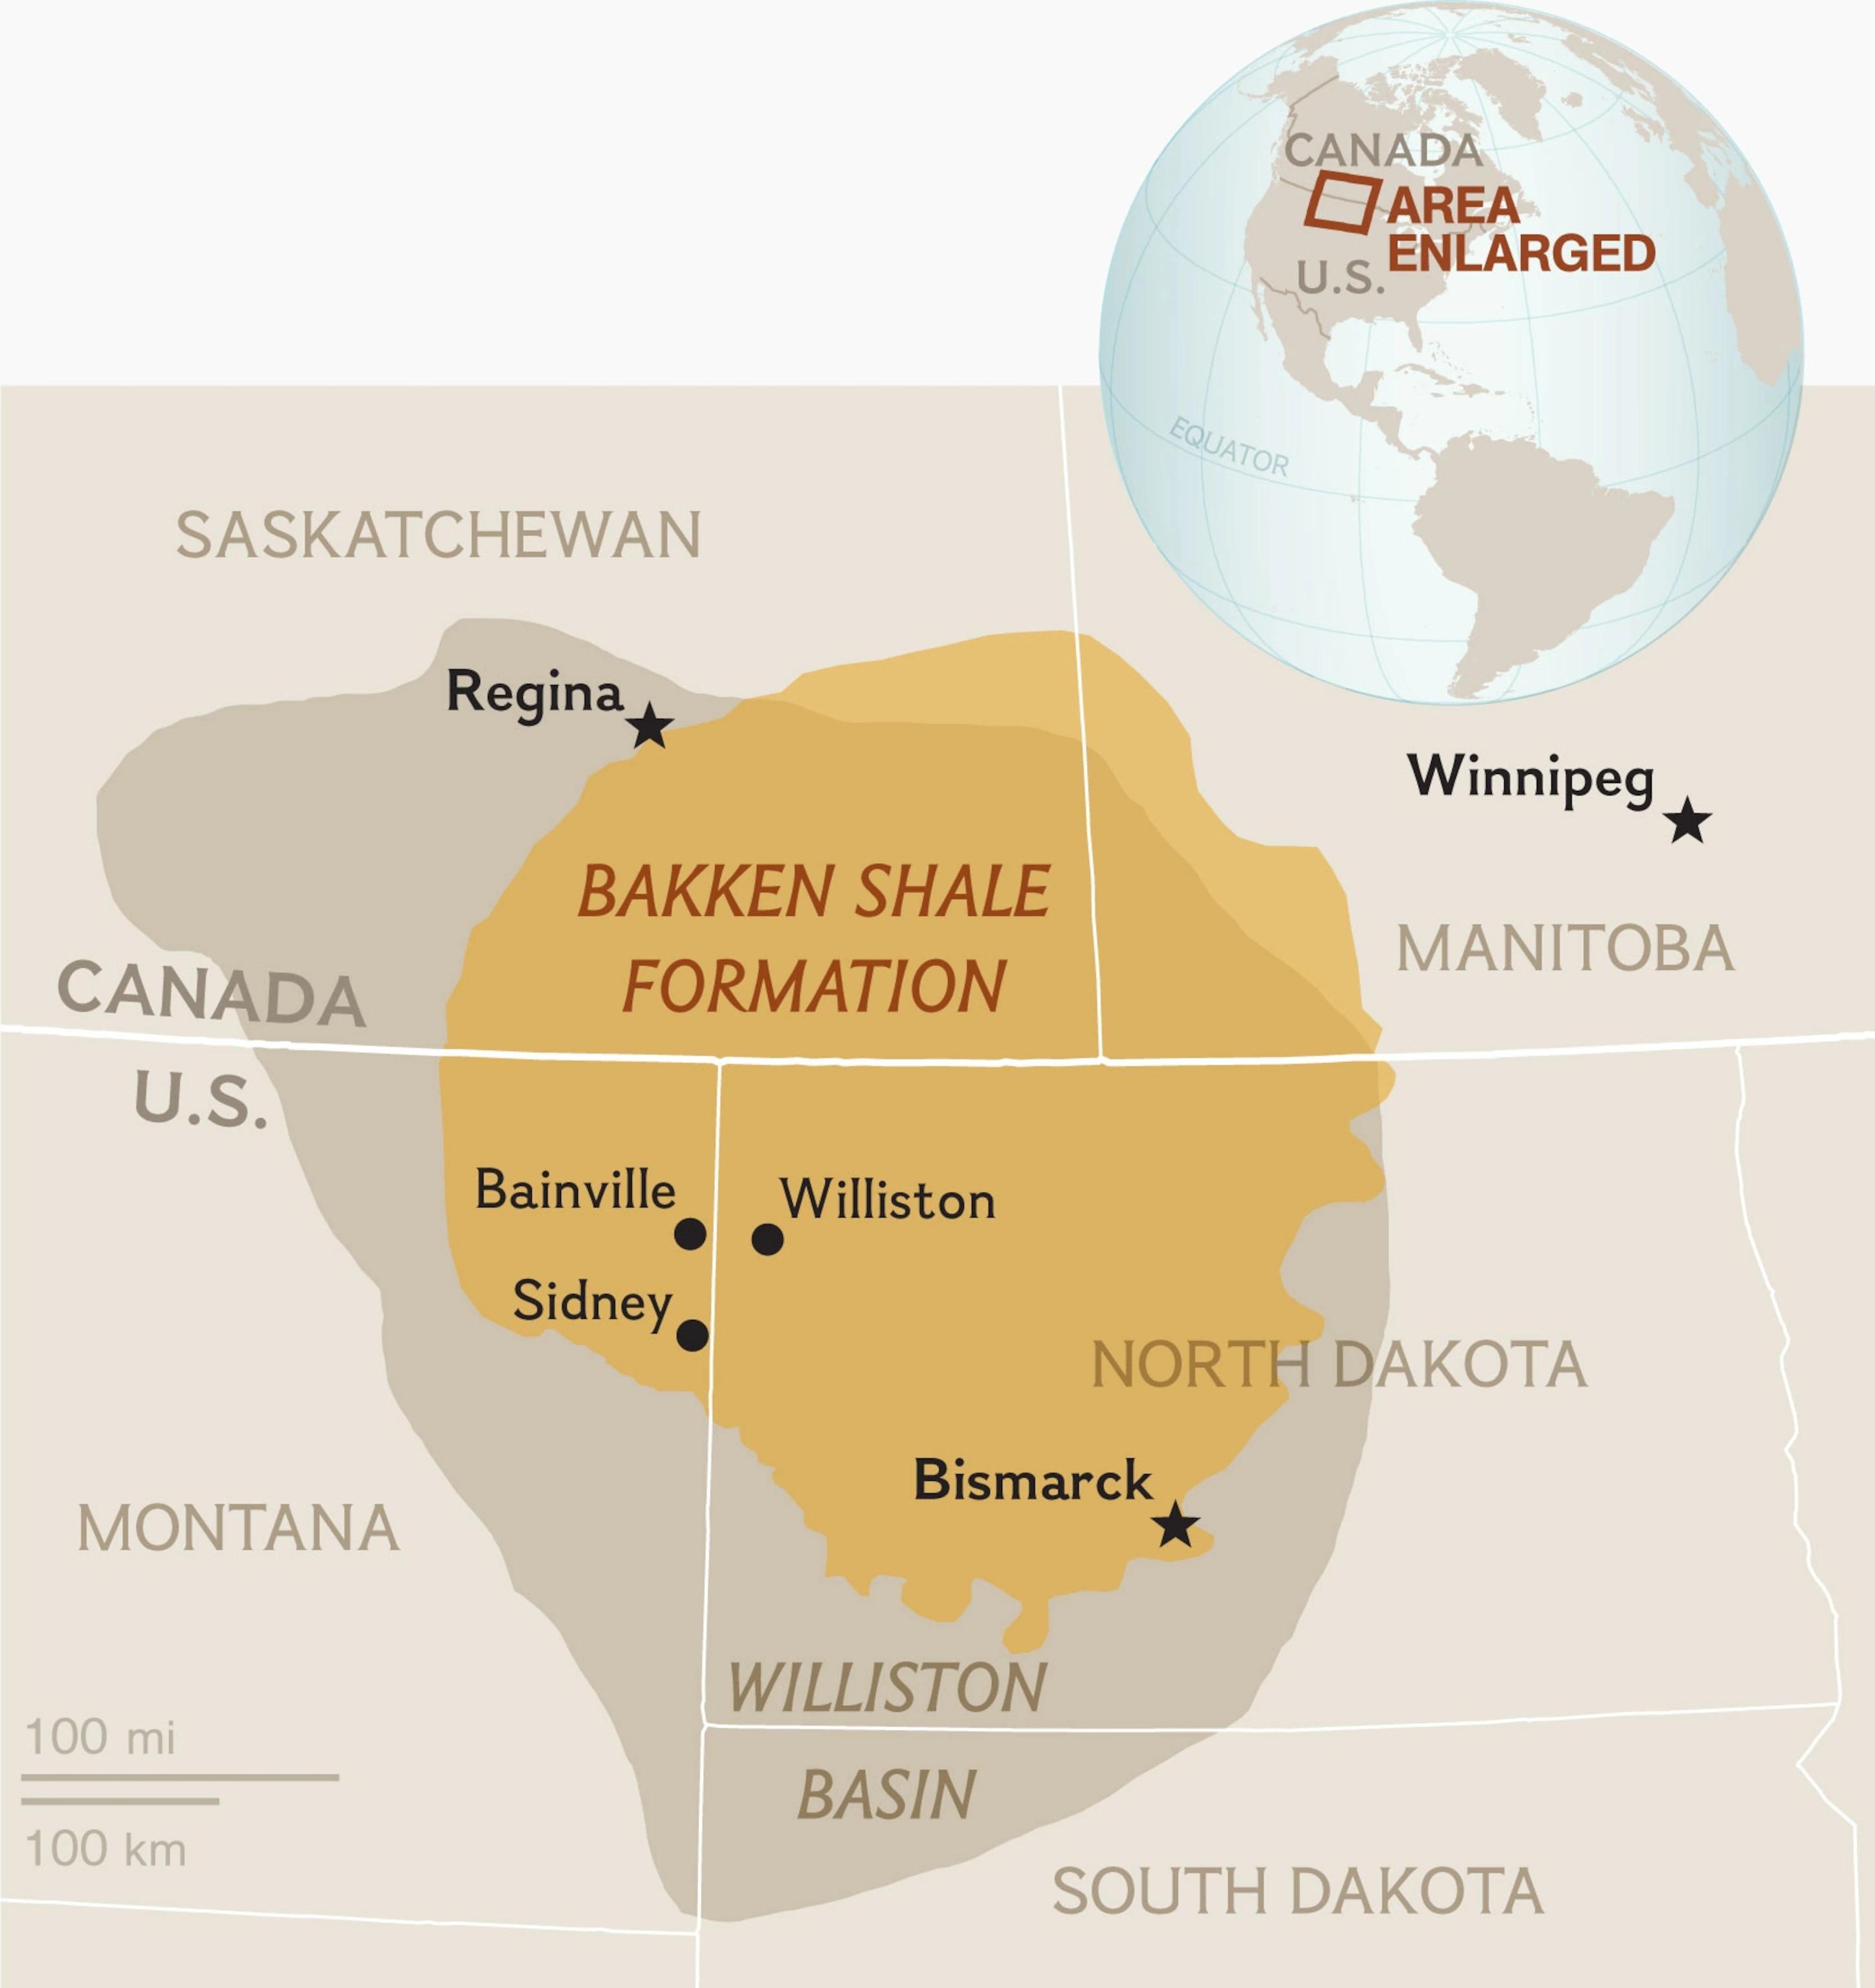 CANADA
AREA
ENLARGED
U.S.
EQUATOR
SASKATCHEWAN
Regina
Winnipeg
BAKKEN SHALE
FORMATION
MANITOBA
CANADA
U.S.
Bainville
Williston
Sidney
NORTH DAKOTA
Bismarck
MONTANA
WILLISTON
100 mi
BASIN
100 km
SOUTH DAKOTA